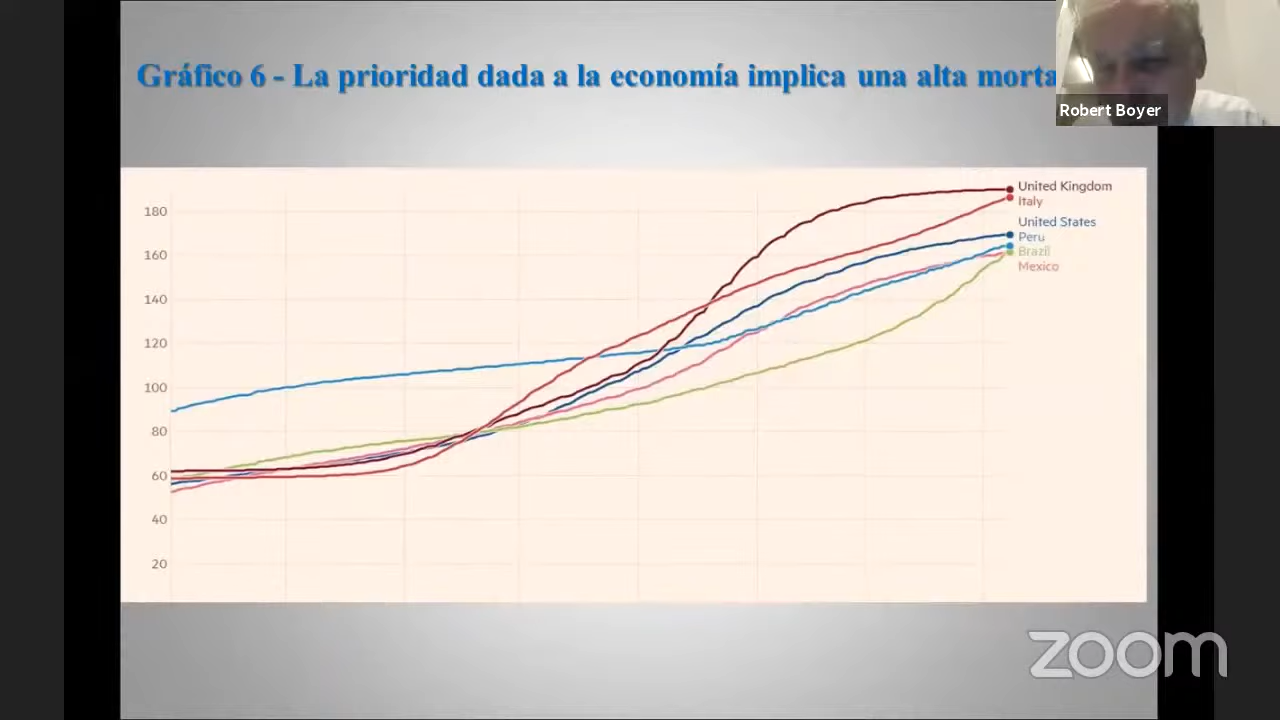 Gráfico 6 - La prioridad dada a la economía implica una alta morta
Robert Boyer
United Kingdom
Italy
United States
Peru
Brazil
Mexico
180
160
140
120
100
80
60
40
20
zoom